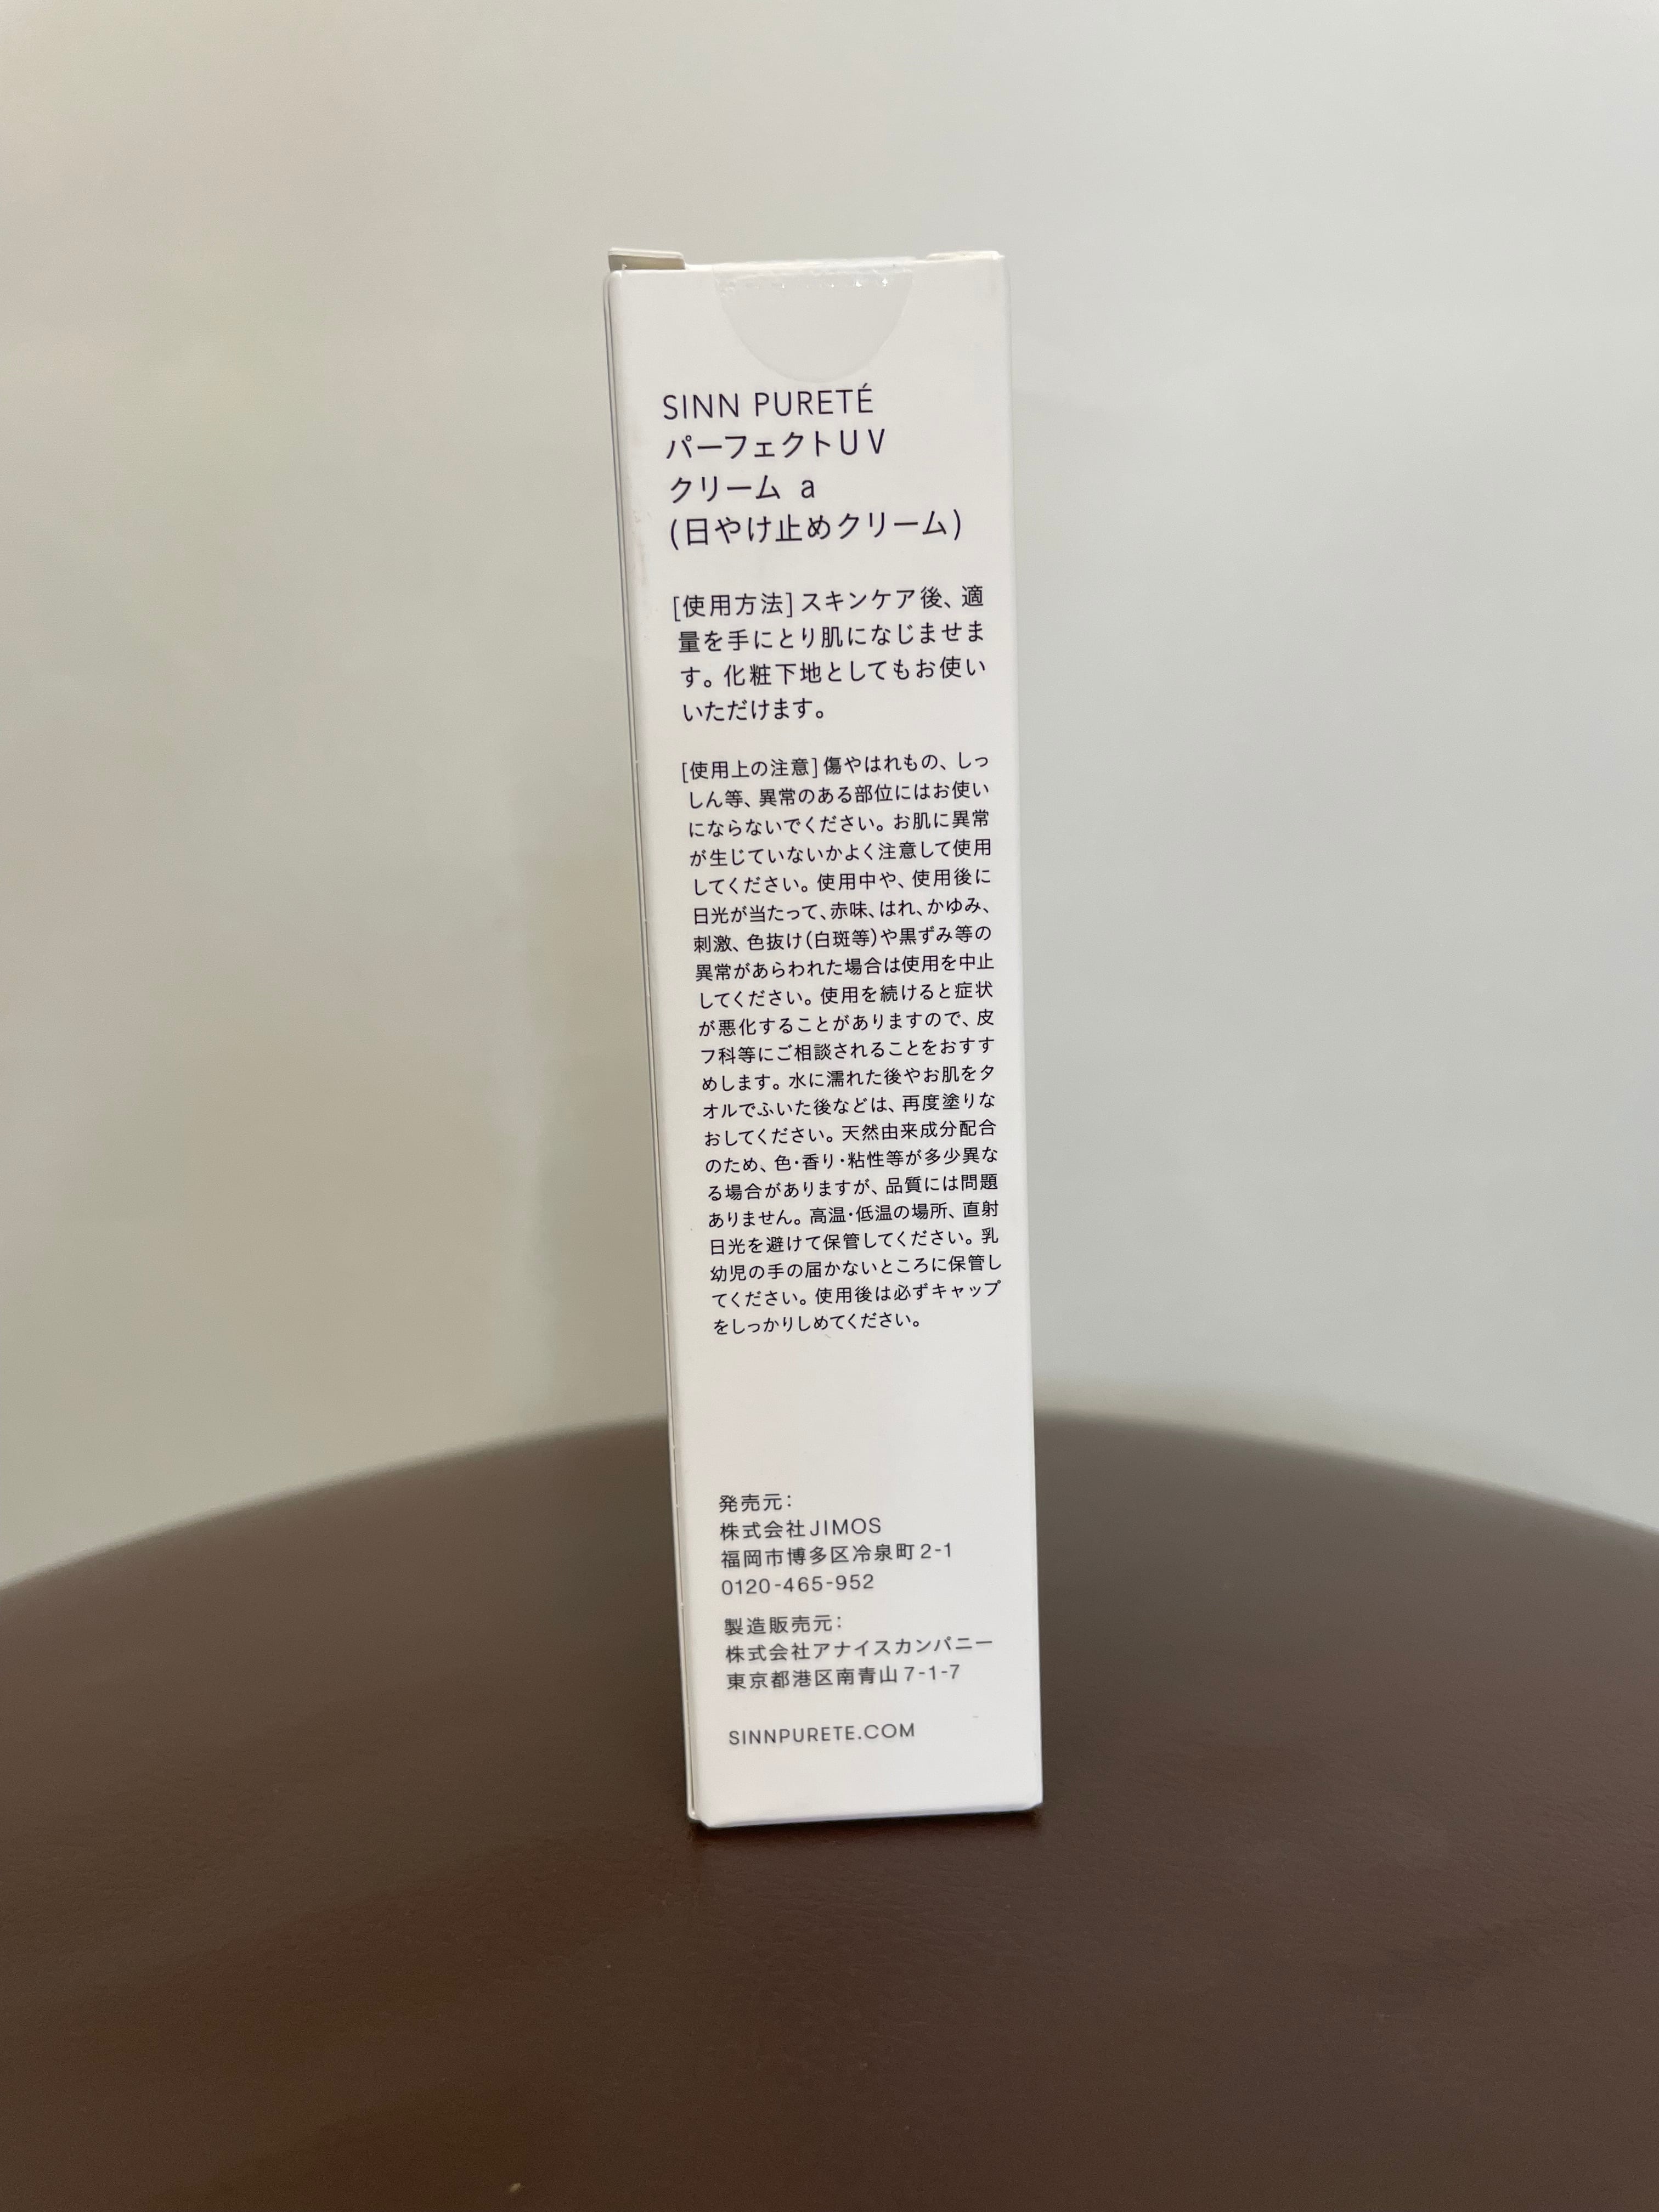 SINN PURETÉ
パーフェクトUV
クリーム a
(日やけ止めクリーム)
[使用方法]スキンケア後、適
量を手にとり肌になじませま
す。化粧下地としてもお使い
いただけます。
[使用上の注意]傷やはれもの、しっ
しん等、異常のある部位にはお使い
にならないでください。お肌に異常
が生じていないかよく注意して使用
してください。使用中や、使用後に
日光が当たって、赤味、はれ、かゆみ、
刺激、色抜け(白斑等)や黒ずみ等の
異常があらわれた場合は使用を中止
してください。使用を続けると症状
が悪化することがありますので、皮
フ科等にご相談されることをおすす
めします。水に濡れた後やお肌をタ
オルでふいた後などは、再度塗りな
おしてください。天然由来成分配合
のため、色・香り・粘性等が多少異な
る場合がありますが、品質には問題
ありません。高温・低温の場所、直射
日光を避けて保管してください。乳
幼児の手の届かないところに保管し
てください。使用後は必ずキャップ
をしっかりしめてください。
発売元:
株式会社JIMOS
福岡市博多区冷泉町2-1
0120-465-952
製造販売元:
株式会社アナイスカンパニー
東京都港区南青山7-1-7
SINNPURETE.COM